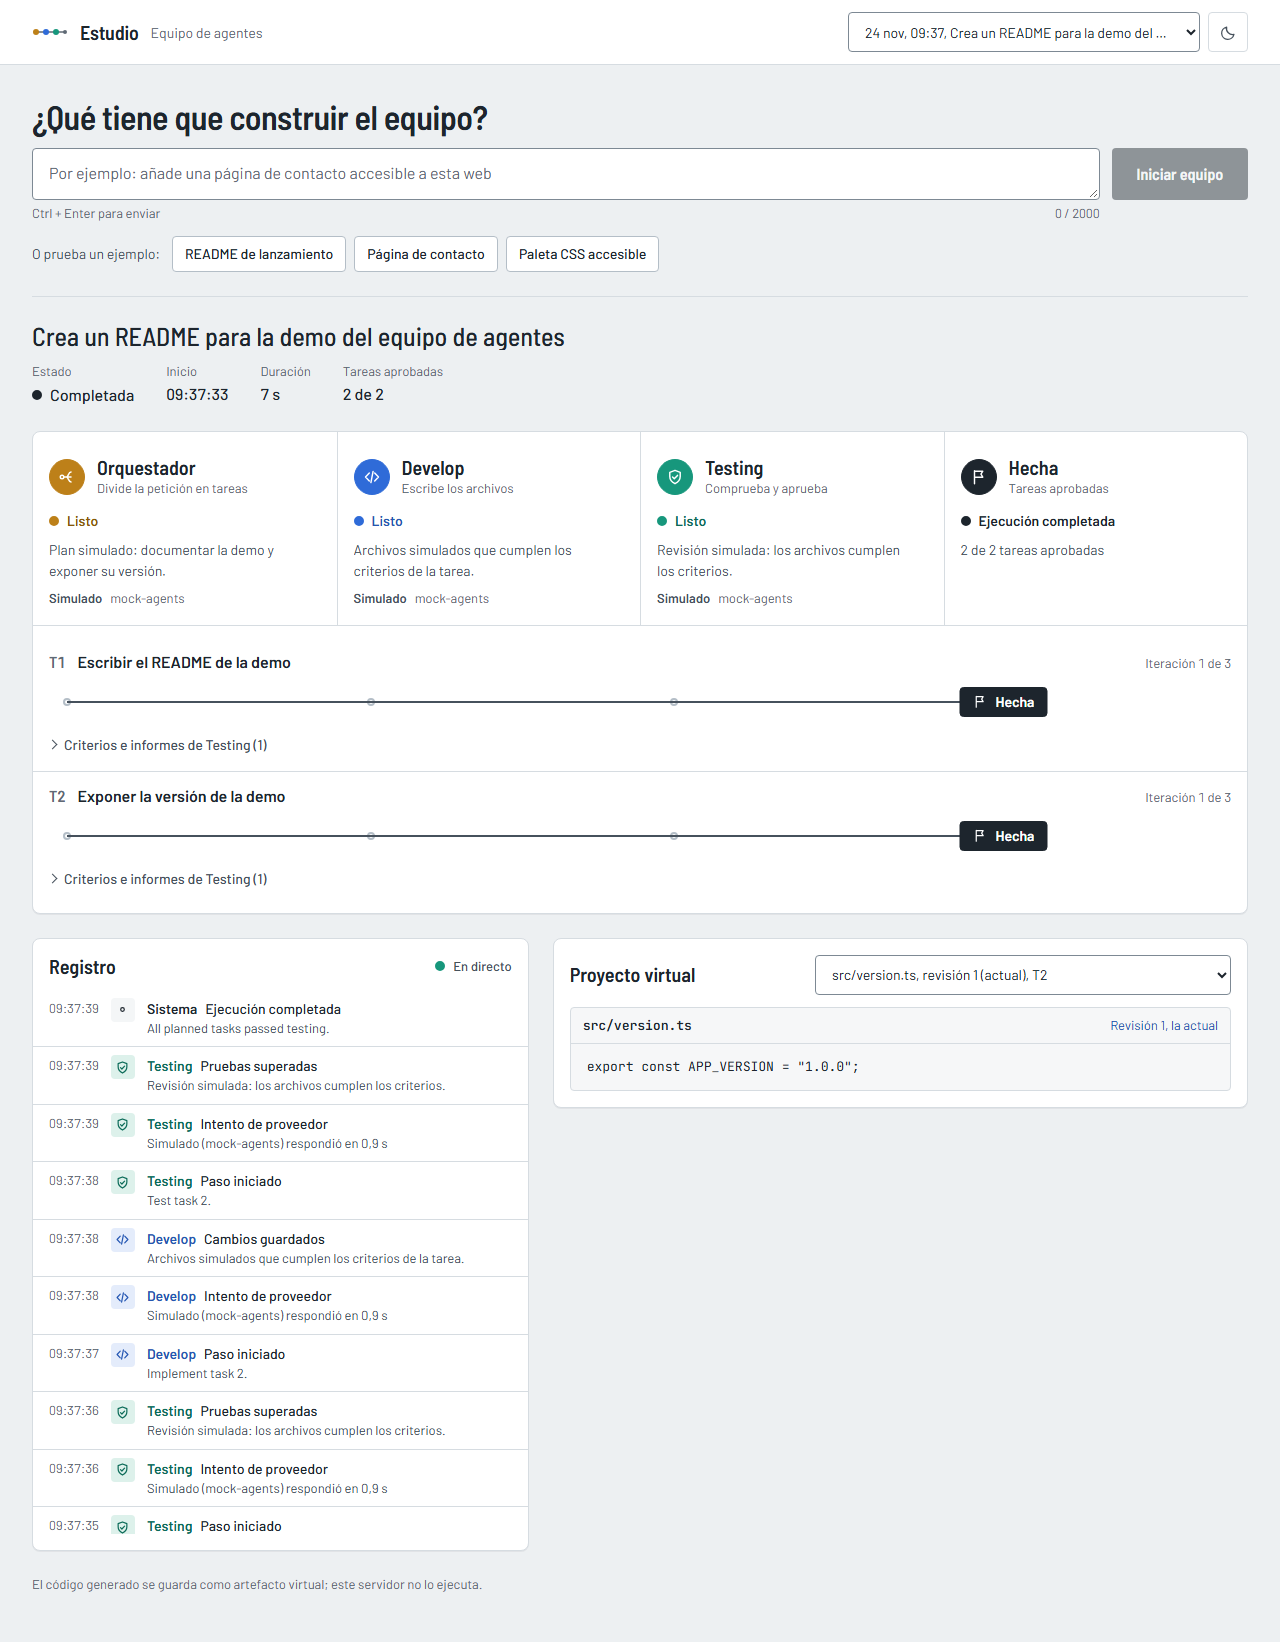 Estudio Equipo de agentes
24 nov, 09:37, Crea un README para la demo del ...
¿Qué tiene que construir el equipo?
Por ejemplo: añade una página de contacto accesible a esta web
Iniciar equipo
Ctrl + Enter para enviar
0 / 2000
O prueba un ejemplo:
README de lanzamiento
Página de contacto
Paleta CSS accesible
Crea un README para la demo del equipo de agentes
Estado
Completada
Inicio
09:37:33
Duración
7 s
Tareas aprobadas
2 de 2
Orquestador
Divide la petición en tareas
Listo
Plan simulado: documentar la demo y
exponer su versión.
Simulado mock-agents
Develop
Escribe los archivos
Listo
Archivos simulados que cumplen los
criterios de la tarea.
Simulado mock-agents
Testing
Comprueba y aprueba
Listo
Revisión simulada: los archivos cumplen
los criterios.
Simulado mock-agents
Hecha
Tareas aprobadas
Ejecución completada
2 de 2 tareas aprobadas
T1 Escribir el README de la demo
Iteración 1 de 3
Hecha
Criterios e informes de Testing (1)
T2 Exponer la versión de la demo
Iteración 1 de 3
Hecha
Criterios e informes de Testing (1)
Registro
En directo
09:37:39 Sistema Ejecución completada
All planned tasks passed testing.
09:37:39 Testing Pruebas superadas
Revisión simulada: los archivos cumplen los criterios.
09:37:39 Testing Intento de proveedor
Simulado (mock-agents) respondió en 0,9 s
09:37:38 Testing Paso iniciado
Test task 2.
09:37:38 Develop Cambios guardados
Archivos simulados que cumplen los criterios de la tarea.
09:37:38 Develop Intento de proveedor
Simulado (mock-agents) respondió en 0,9 s
09:37:37 Develop Paso iniciado
Implement task 2.
09:37:36 Testing Pruebas superadas
Revisión simulada: los archivos cumplen los criterios.
09:37:36 Testing Intento de proveedor
Simulado (mock-agents) respondió en 0,9 s
09:37:35 Testing Paso iniciado
Proyecto virtual
src/version.ts, revisión 1 (actual), T2
src/version.ts
Revisión 1, la actual
export const APP_VERSION = "1.0.0";
El código generado se guarda como artefacto virtual; este servidor no lo ejecuta.